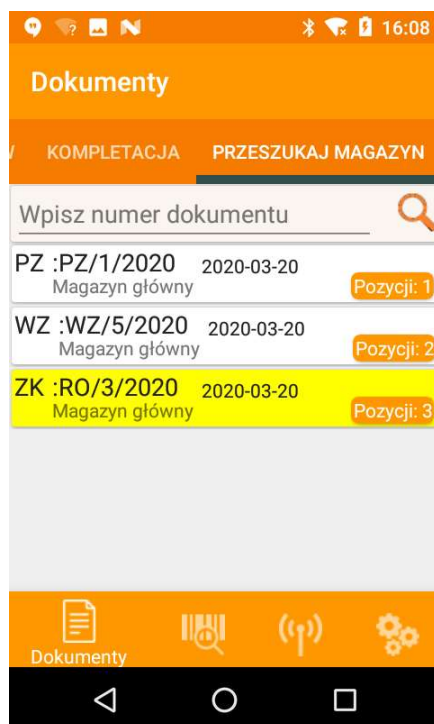 16:08
Dokumenty
KOMPLETACJA PRZESZUKAJ MAGAZYN
Wpisz numer dokumentu
PZ :PZ/1/2020 2020-03-20
Magazyn główny Pozycji: 1
WZ :WZ/5/2020 2020-03-20
Magazyn główny Pozycji: 2
ZK :RO/3/2020 2020-03-20
Magazyn główny Pozycji: 3
Dokumenty